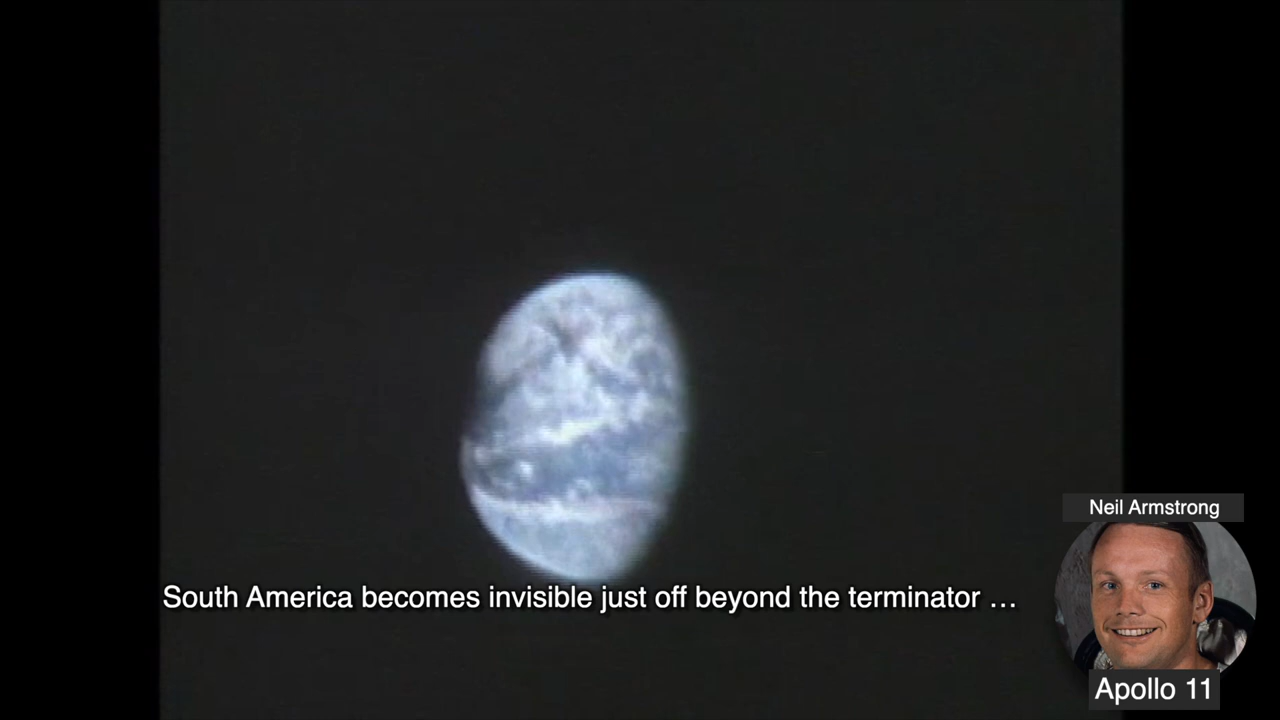 Neil Armstrong
South America becomes invisible just off beyond the terminator …
Apollo 11